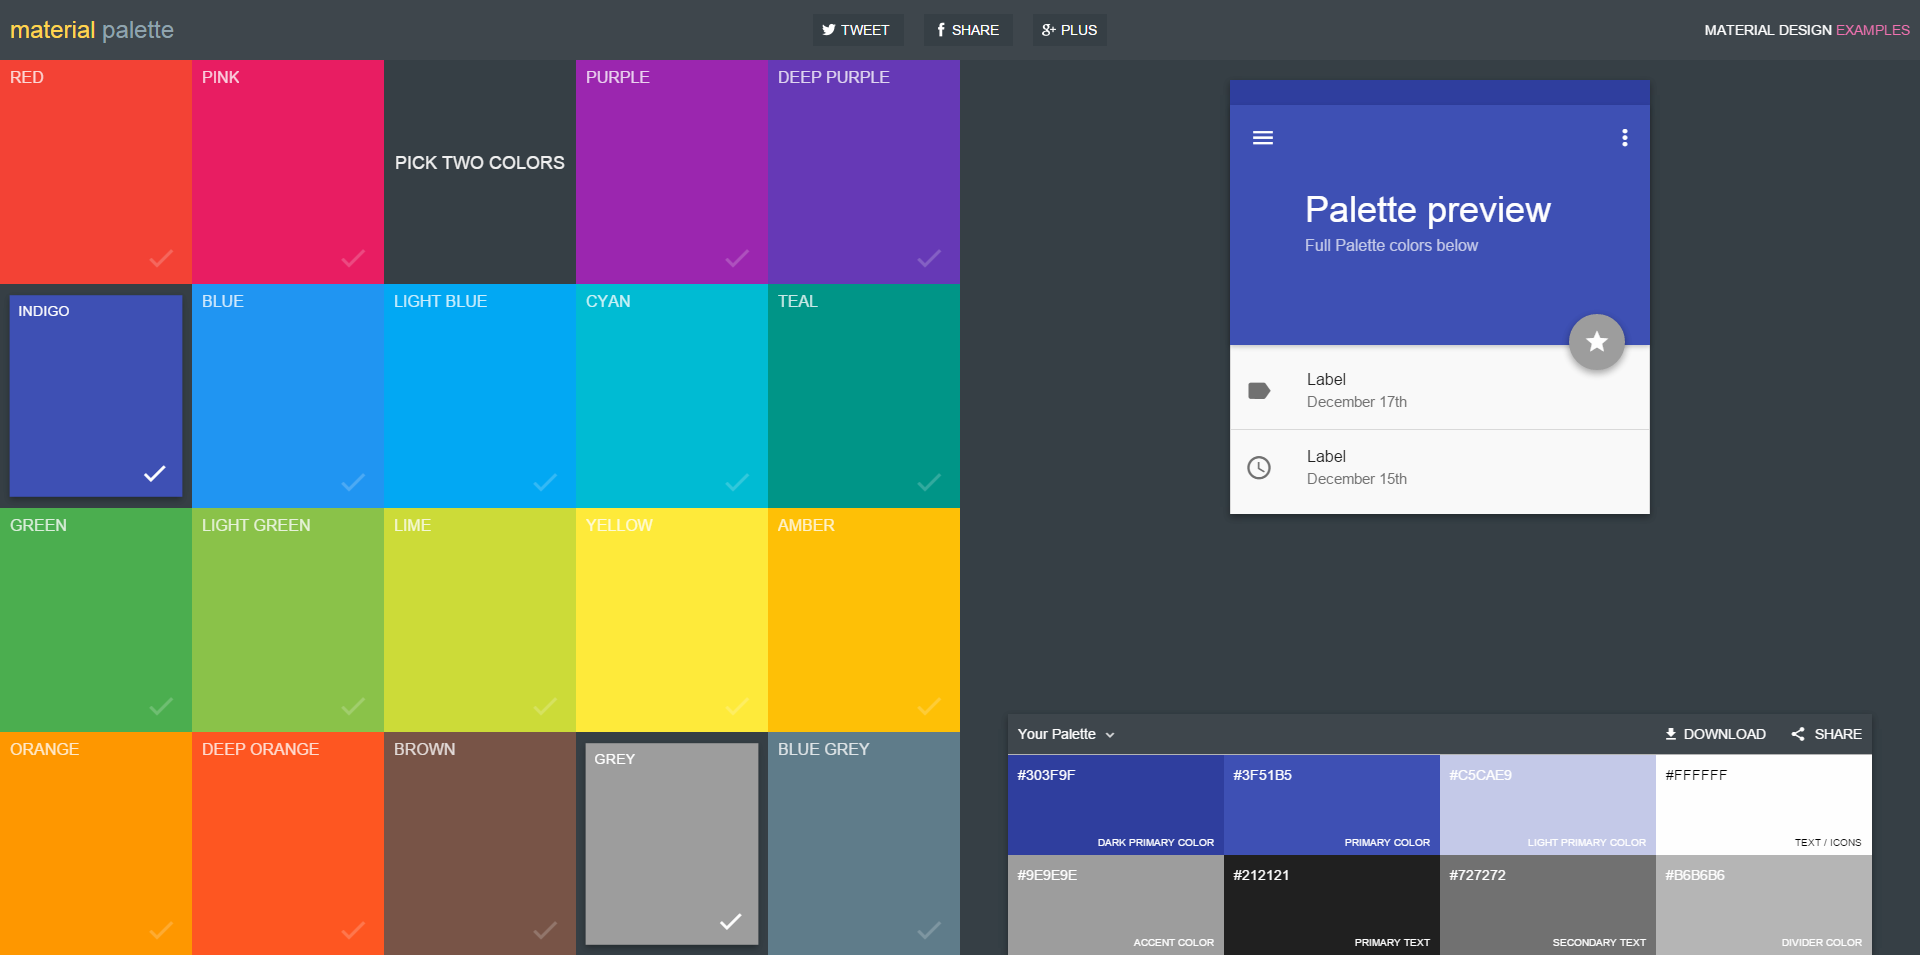 material palette
TWEET
SHARE
PLUS
MATERIAL DESIGN EXAMPLES
RED
PINK
PICK TWO COLORS
PURPLE
DEEP PURPLE
INDIGO
BLUE
LIGHT BLUE
CYAN
TEAL
GREEN
LIGHT GREEN
LIME
YELLOW
AMBER
ORANGE
DEEP ORANGE
BROWN
GREY
BLUE GREY
Palette preview
Full Palette colors below
Label
December 17th
Label
December 15th
Your Palette
DOWNLOAD
SHARE
#303F9F
DARK PRIMARY COLOR
#3F51B5
PRIMARY COLOR
#C5CAE9
LIGHT PRIMARY COLOR
#FFFFFF
TEXT / ICONS
#9E9E9E
ACCENT COLOR
#212121
PRIMARY TEXT
#727272
SECONDARY TEXT
#B6B6B6
DIVIDER COLOR